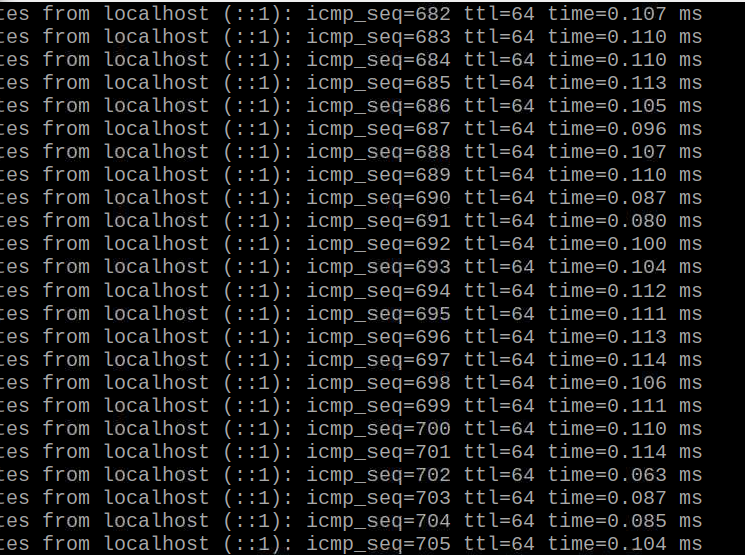 tes from localhost (::1): icmp_seq=682 ttl=64 time=0.107 ms
tes from localhost (::1): icmp_seq=683 ttl=64 time=0.110 ms
tes from localhost (::1): icmp_seq=684 ttl=64 time=0.110 ms
tes from localhost (::1): icmp_seq=685 ttl=64 time=0.113 ms
tes from localhost (::1): icmp_seq=686 ttl=64 time=0.105 ms
tes from localhost (::1): icmp_seq=687 ttl=64 time=0.096 ms
tes from localhost (::1): icmp_seq=688 ttl=64 time=0.107 ms
tes from localhost (::1): icmp_seq=689 ttl=64 time=0.110 ms
tes from localhost (::1): icmp_seq=690 ttl=64 time=0.087 ms
tes from localhost (::1): icmp_seq=691 ttl=64 time=0.080 ms
tes from localhost (::1): icmp_seq=692 ttl=64 time=0.100 ms
tes from localhost (::1): icmp_seq=693 ttl=64 time=0.104 ms
tes from localhost (::1): icmp_seq=694 ttl=64 time=0.112 ms
tes from localhost (::1): icmp_seq=695 ttl=64 time=0.111 ms
tes from localhost (::1): icmp_seq=696 ttl=64 time=0.113 ms
tes from localhost (::1): icmp_seq=697 ttl=64 time=0.114 ms
tes from localhost (::1): icmp_seq=698 ttl=64 time=0.106 ms
tes from localhost (::1): icmp_seq=699 ttl=64 time=0.111 ms
tes from localhost (::1): icmp_seq=700 ttl=64 time=0.110 ms
tes from localhost (::1): icmp_seq=701 ttl=64 time=0.114 ms
tes from localhost (::1): icmp_seq=702 ttl=64 time=0.063 ms
tes from localhost (::1): icmp_seq=703 ttl=64 time=0.087 ms
tes from localhost (::1): icmp_seq=704 ttl=64 time=0.085 ms
tes from localhost (::1): icmp_seq=705 ttl=64 time=0.104 ms